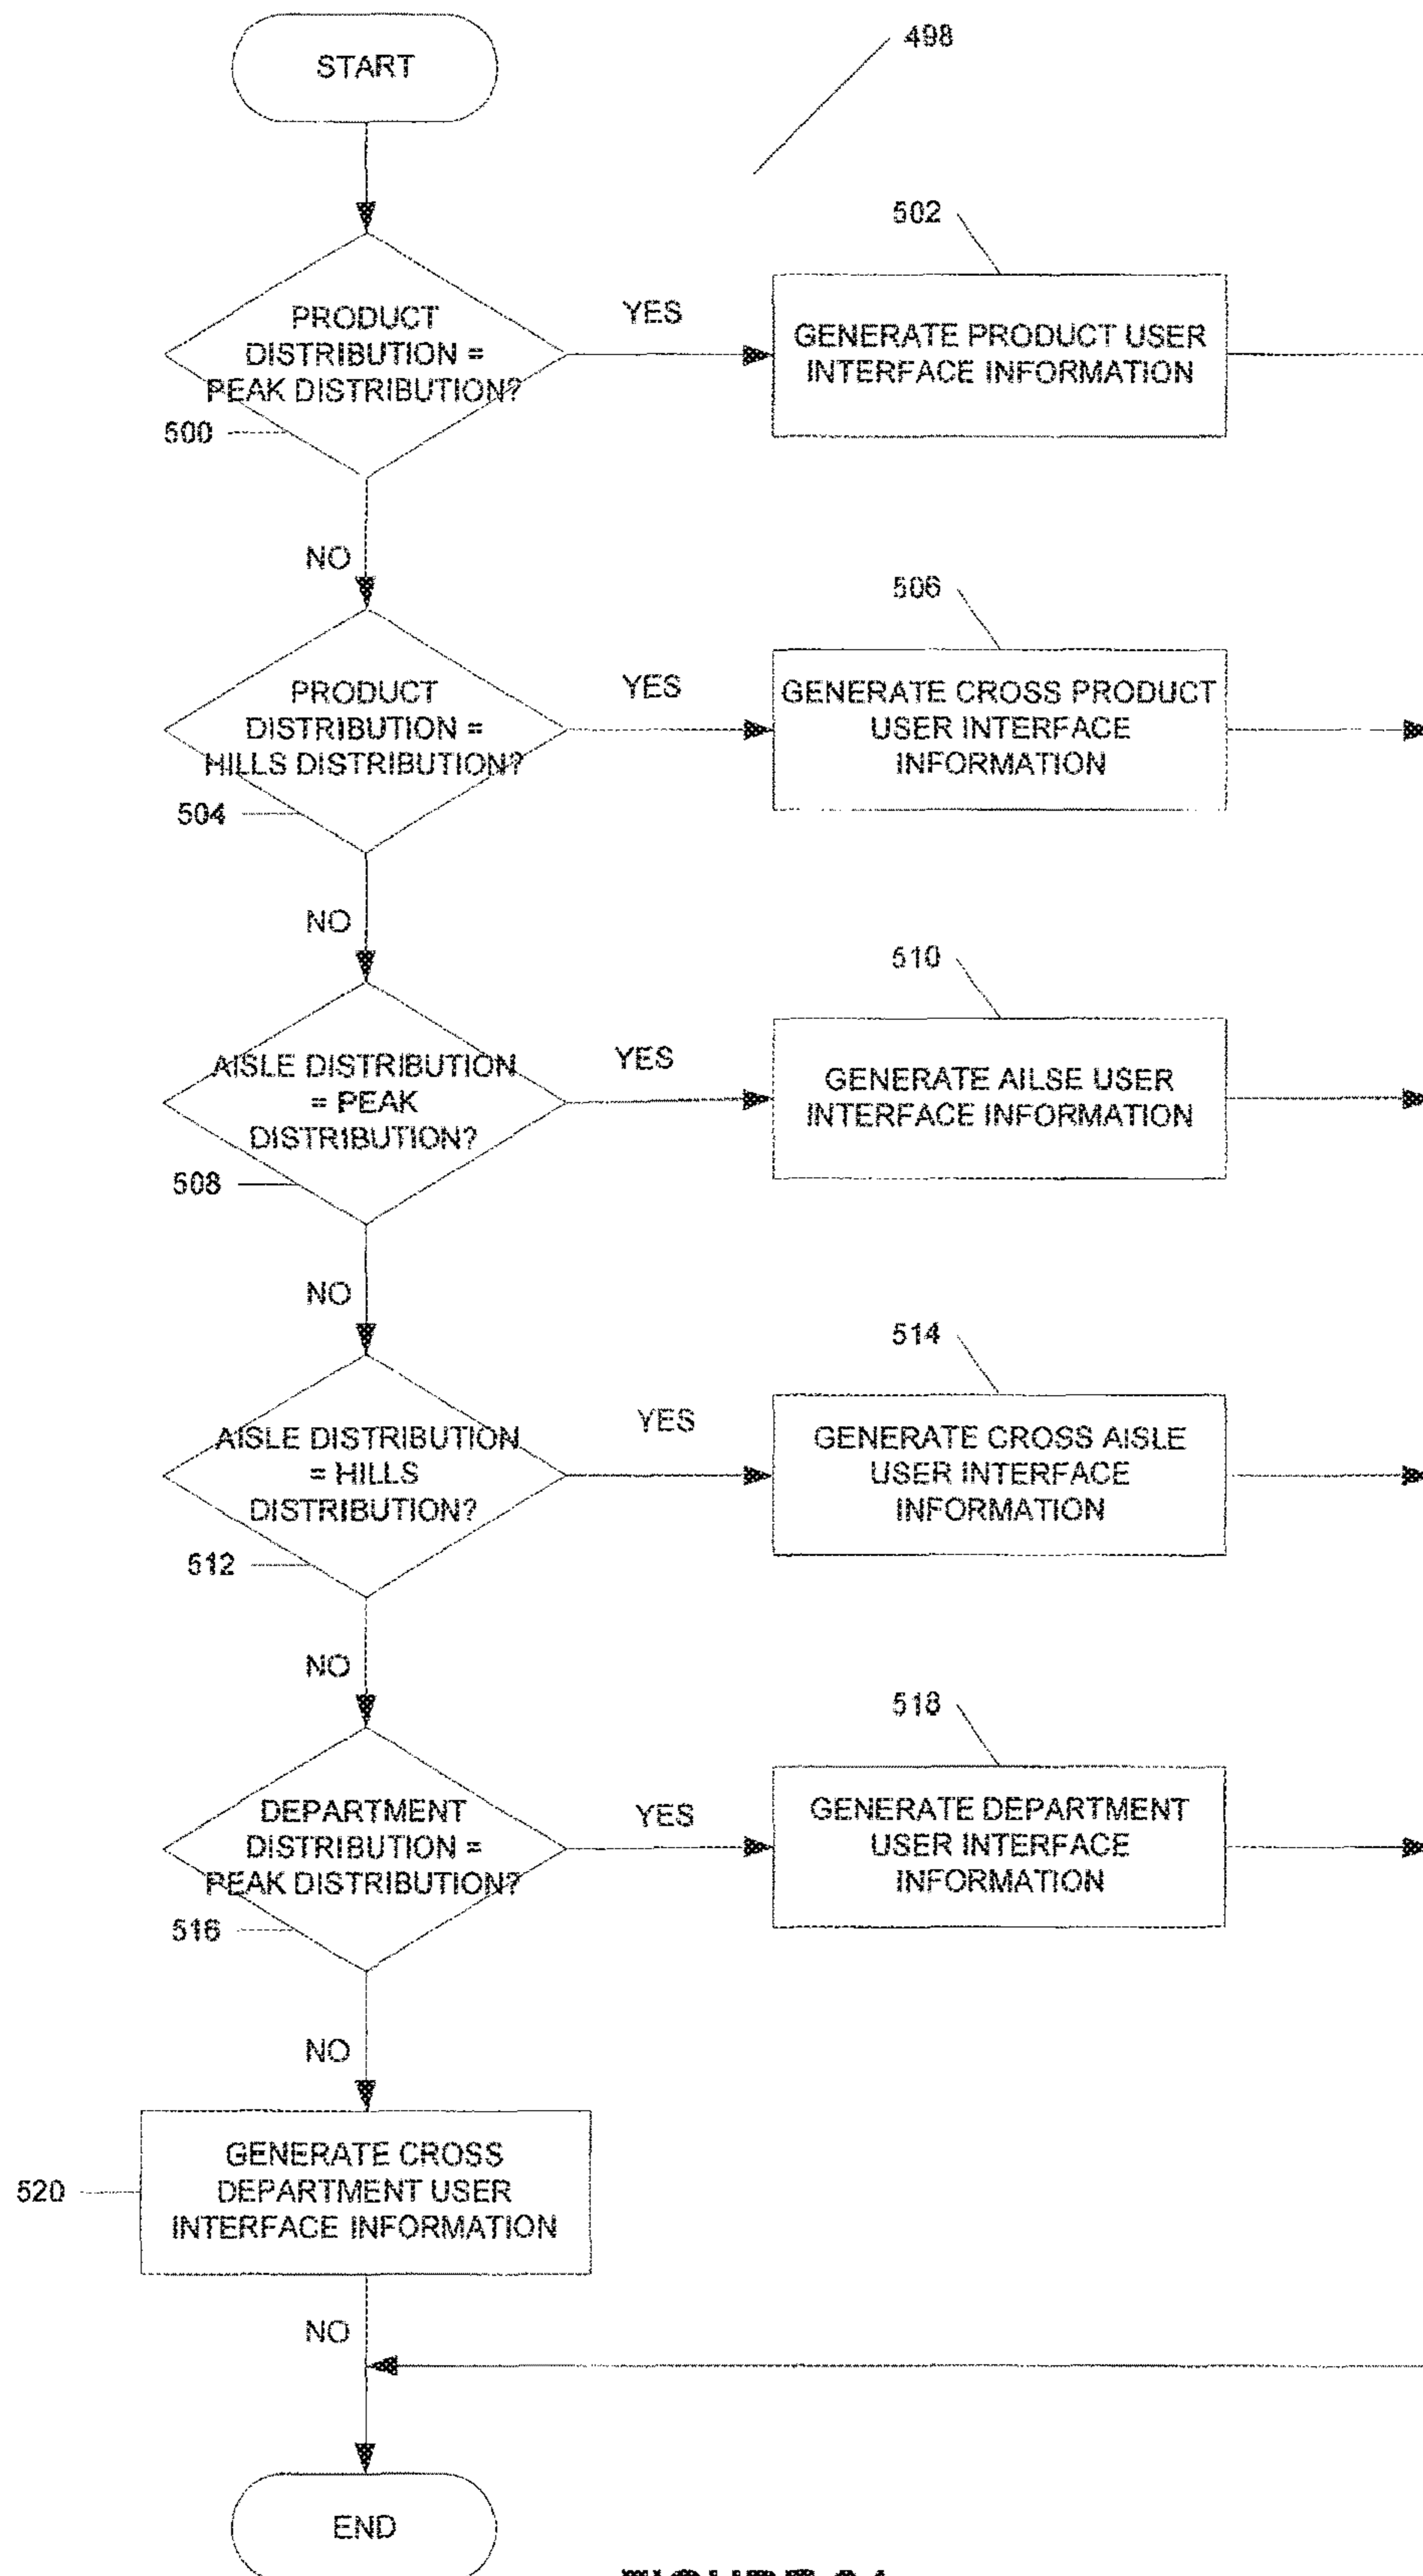 START
498
502
PRODUCT
DISTRIBUTION =
PEAK DISTRIBUTION?
YES
GENERATE PRODUCT USER
INTERFACE INFORMATION
500
NO
506
PRODUCT
DISTRIBUTION =
HILLS DISTRIBUTION?
YES
GENERATE CROSS PRODUCT
USER INTERFACE
INFORMATION
504
NO
510
AISLE DISTRIBUTION
= PEAK
DISTRIBUTION?
YES
GENERATE AILSE USER
INTERFACE INFORMATION
508
NO
514
AISLE DISTRIBUTION
= HILLS
DISTRIBUTION?
YES
GENERATE CROSS AISLE
USER INTERFACE
INFORMATION
512
NO
518
DEPARTMENT
DISTRIBUTION =
PEAK DISTRIBUTION?
YES
GENERATE DEPARTMENT
USER INTERFACE
INFORMATION
516
NO
GENERATE CROSS
DEPARTMENT USER
INTERFACE INFORMATION
520
NO
END